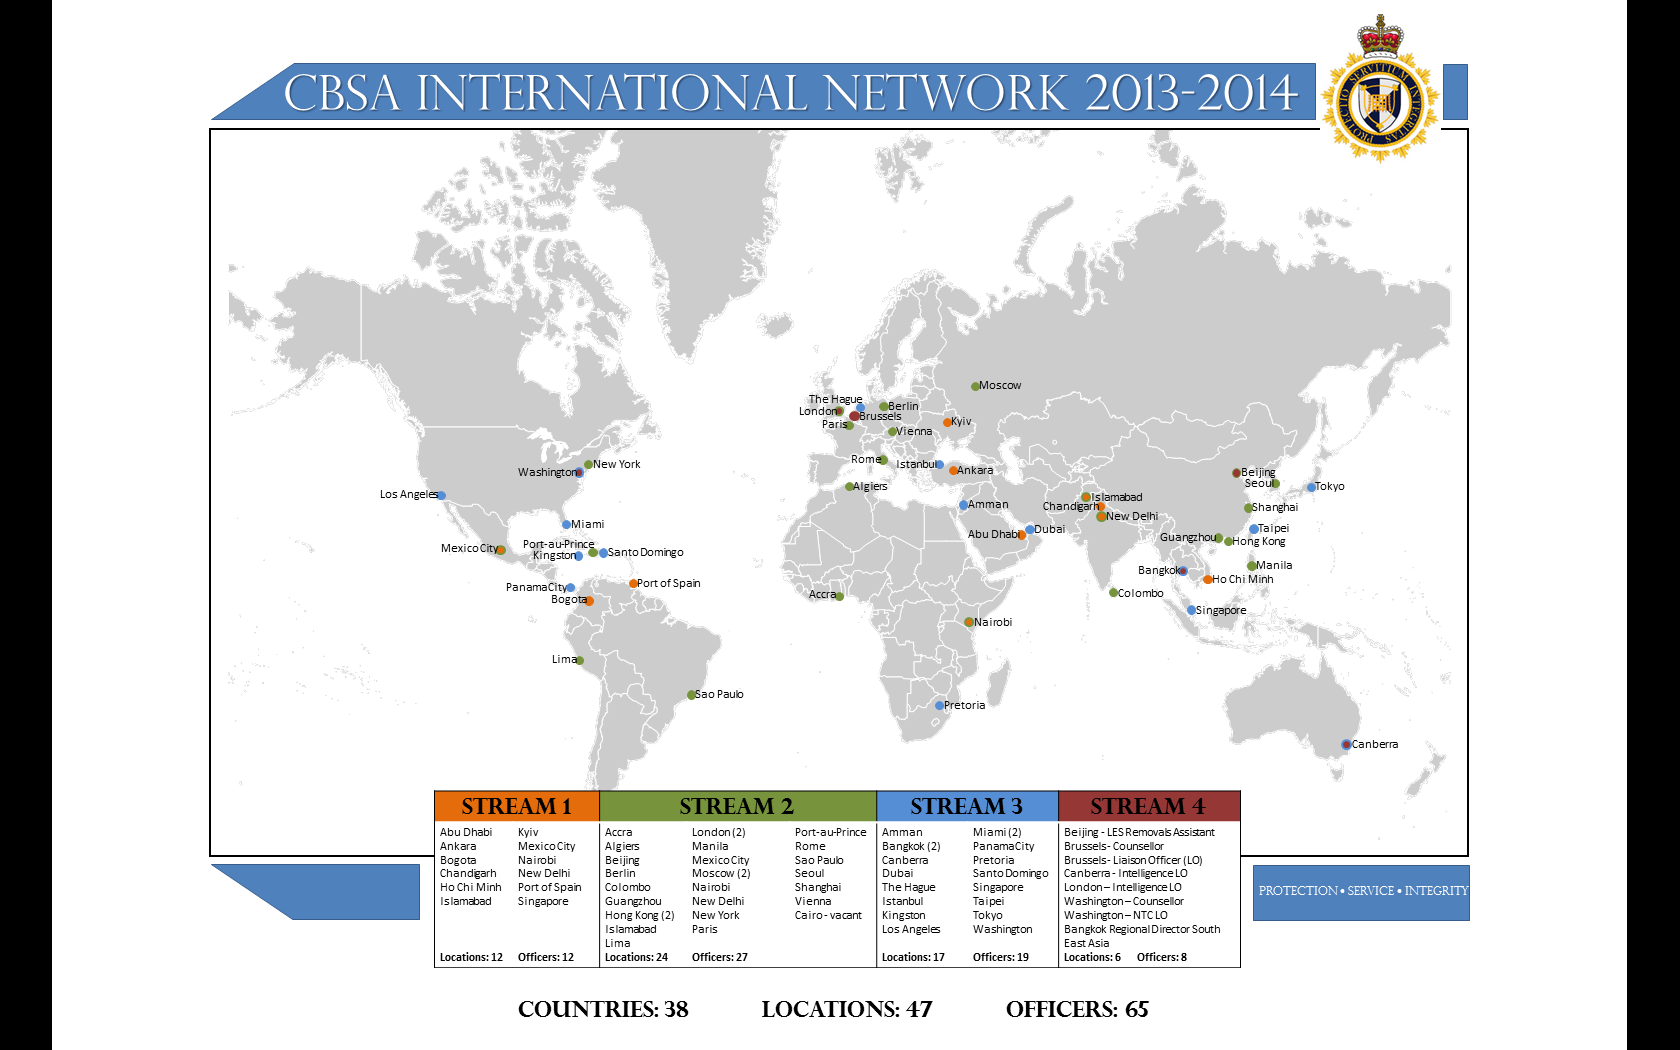 CBSA INTERNATIONAL NETWORK 2013-2014
PROTECTIO SERVITIUM INTEGRITAS
Moscow
The Hague
London
Berlin
Brussels
Paris
Vienna
Kyiv
Rome
Istanbul
Ankara
New York
Washington
Algiers
Los Angeles
Beijing
Seoul
Tokyo
Islamabad
Chandigarh
New Delhi
Amman
Shanghai
Miami
Abu Dhabi
Dubai
Taipei
Guangzhou
Hong Kong
Mexico City
Port-au-Prince
Kingston
Santo Domingo
Bangkok
Manila
Ho Chi Minh
PanamaCity
Port of Spain
Bogota
Accra
Colombo
Singapore
Nairobi
Lima
Sao Paulo
Pretoria
Canberra
STREAM 1
Abu Dhabi
Ankara
Bogota
Chandigarh
Ho Chi Minh
Islamabad
Kyiv
Mexico City
Nairobi
New Delhi
Port of Spain
Singapore
Locations: 12 Officers: 12
STREAM 2
Accra
Algiers
Beijing
Berlin
Colombo
Guangzhou
Hong Kong (2)
Islamabad
Lima
London (2)
Manila
Mexico City
Moscow (2)
Nairobi
New Delhi
New York
Paris
Port-au-Prince
Rome
Sao Paulo
Seoul
Shanghai
Vienna
Cairo - vacant
Locations: 24 Officers: 27
STREAM 3
Amman
Bangkok (2)
Canberra
Dubai
The Hague
Istanbul
Kingston
Los Angeles
Miami (2)
PanamaCity
Pretoria
Santo Domingo
Singapore
Taipei
Tokyo
Washington
Locations: 17 Officers: 19
STREAM 4
Beijing - LES Removals Assistant
Brussels- Counsellor
Brussels- Liaison Officer (LO)
Canberra - Intelligence LO
London – Intelligence LO
Washington – Counsellor
Washington – NTC LO
Bangkok Regional Director South
East Asia
Locations: 6 Officers: 8
PROTECTION • SERVICE • INTEGRITY
COUNTRIES: 38 LOCATIONS: 47 OFFICERS: 65